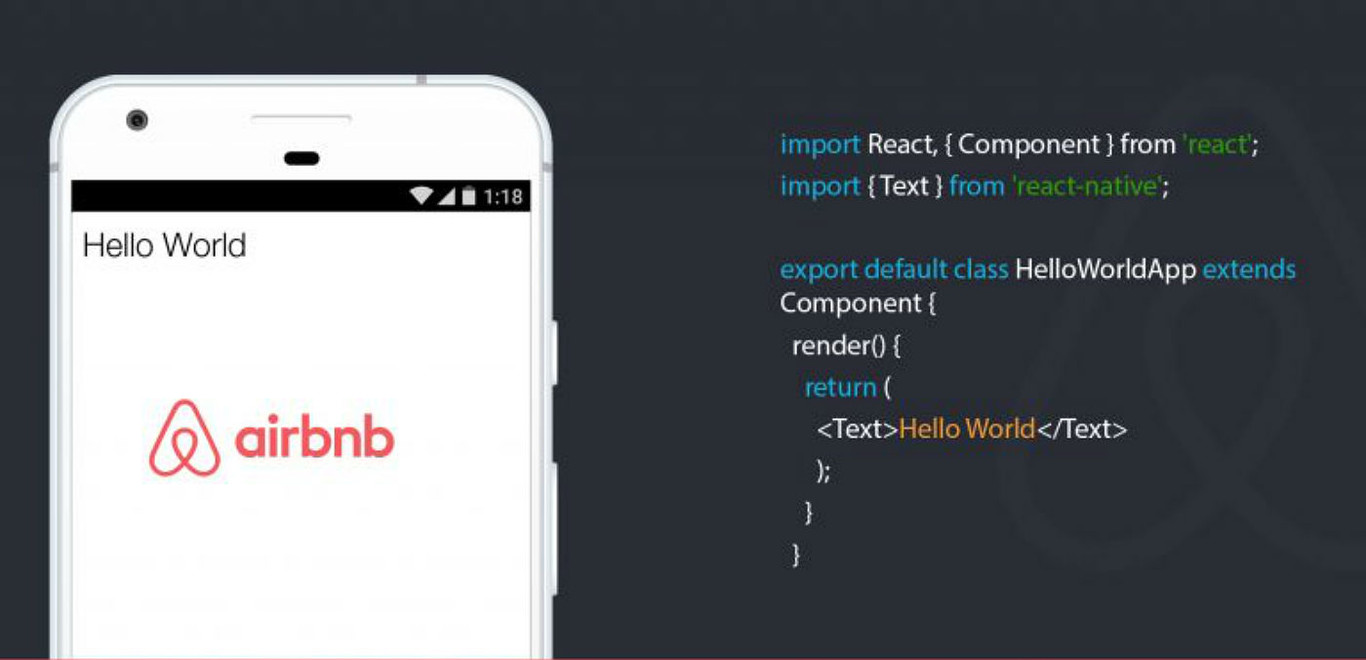 1:18
Hello World
airbnb
import React, { Component } from 'react';
import { Text } from 'react-native';
export default class HelloWorldApp extends
Component {
render() {
return (
<Text>Hello World</Text>
);
}
}